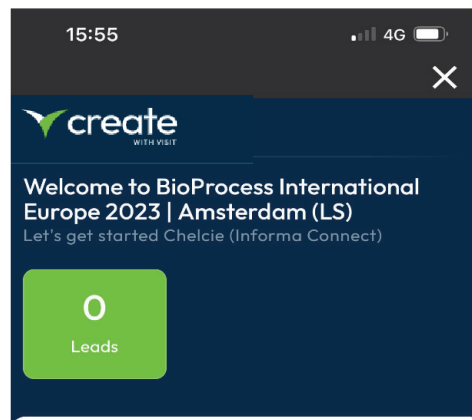 15:55
4G
create
WITH VISIT
Welcome to BioProcess International
Europe 2023 | Amsterdam (LS)
Let's get started Chelcie (Informa Connect)
0
Leads